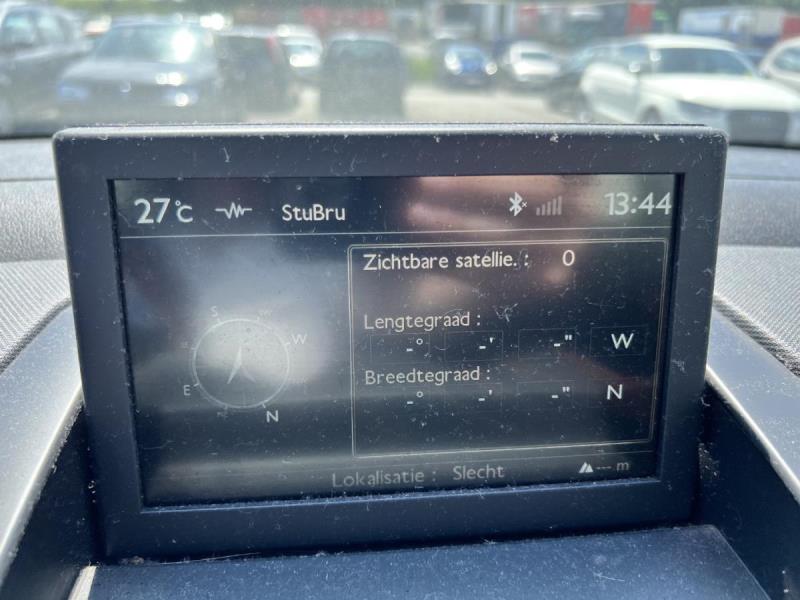 27°C StuBru 13:44
Zichtbare satellie. : 0
Lengtegraad :
-° -' -" W
Breedtegraad :
-° -' -" N
S
W
E
N
Lokalisatie : Slecht --- m